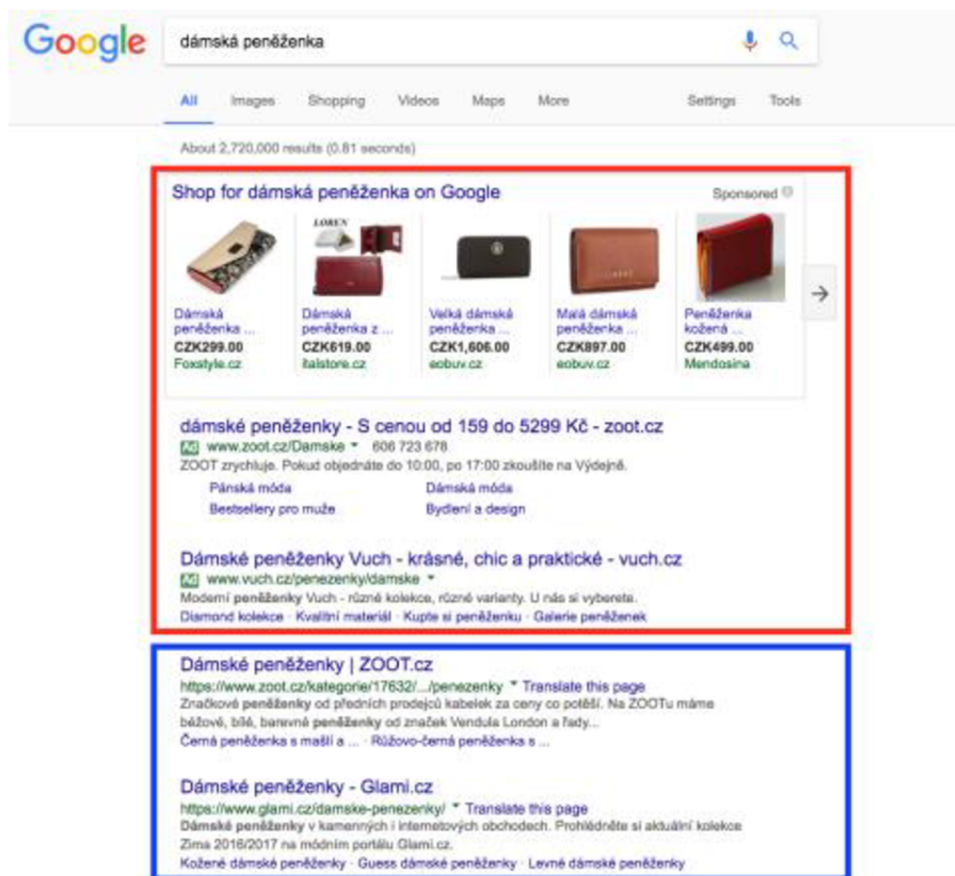 Google
dámská peněženka
All Images Shopping Videos Maps More Settings Tools
About 2,720,000 results (0.81 seconds)
Shop for dámská peněženka on Google
Sponsored
LOREN
Dámská
peněženka ...
CZK299.00
Foxstyle.cz
Dámská
peněženka z ...
CZK619.00
italstore.cz
Velká dámská
peněženka ...
CZK1,606.00
eobuv.cz
Malá dámská
peněženka ...
CZK897.00
eobuv.cz
Peněženka
kožená ...
CZK499.00
Mendosina
dámské peněženky - S cenou od 159 do 5299 Kč - zoot.cz
Ad www.zoot.cz/Damske 606 723 678
ZOOT zrychluje. Pokud objednáte do 10:00, po 17:00 zkoušíte na Výdejně.
Pánská móda Dámská móda
Bestsellery pro muže Bydlení a design
Dámské peněženky Vuch - krásné, chic a praktické - vuch.cz
Ad www.vuch.cz/penezenky/damske
Moderní peněženky Vuch - různé kolekce, různé varianty. U nás si vyberete.
Diamond kolekce · Kvalitní materiál · Kupte si peněženku · Galerie peněženek
Dámské peněženky | ZOOT.cz
https://www.zoot.cz/kategorie/17632/.../penezenky Translate this page
Značkové peněženky od předních prodejců kabelek za ceny co potěší. Na ZOOTu máme
béžové, bílé, barevné peněženky od značek Vendula London a řady...
Černá peněženka s mašlí a ... · Růžovo-černá peněženka s ...
Dámské peněženky - Glami.cz
https://www.glami.cz/damske-penezenky/ Translate this page
Dámské peněženky v kamenných i internetových obchodech. Prohlédněte si aktuální kolekce
Zima 2016/2017 na módním portálu Glami.cz.
Kožené dámské peněženky · Guess dámské peněženky · Levné dámské peněženky